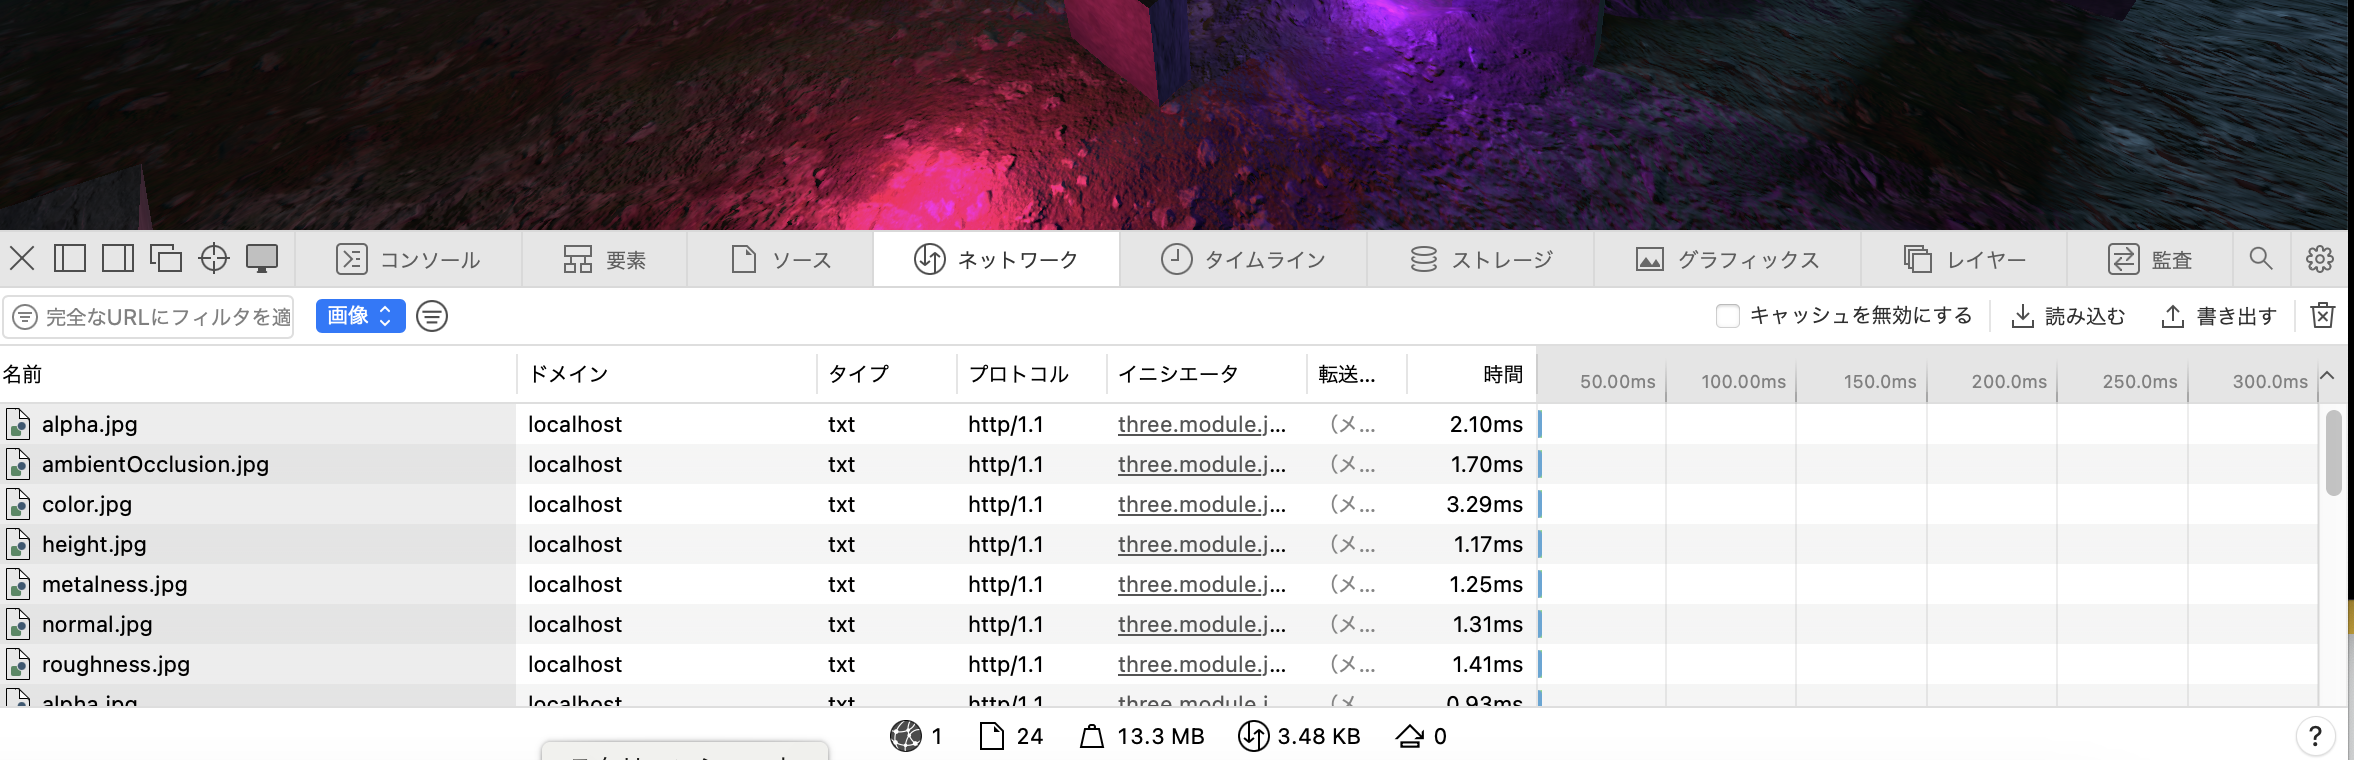 コンソール 要素 ソース ネットワーク タイムライン ストレージ グラフィックス レイヤー 監査
完全なURLにフィルタを適 画像 キャッシュを無効にする 読み込む 書き出す
名前 ドメイン タイプ プロトコル イニシエータ 転送... 時間 50.00ms 100.00ms 150.0ms 200.0ms 250.0ms 300.0ms
alpha.jpg localhost txt http/1.1 three.module.j... (メ... 2.10ms
ambientOcclusion.jpg localhost txt http/1.1 three.module.j... (メ... 1.70ms
color.jpg localhost txt http/1.1 three.module.j... (メ... 3.29ms
height.jpg localhost txt http/1.1 three.module.j... (メ... 1.17ms
metalness.jpg localhost txt http/1.1 three.module.j... (メ... 1.25ms
normal.jpg localhost txt http/1.1 three.module.j... (メ... 1.31ms
roughness.jpg localhost txt http/1.1 three.module.j... (メ... 1.41ms
alpha.jpg localhost txt http/1.1 three.module.j... (メ... 0.93ms
1 24 13.3 MB 3.48 KB 0 ?